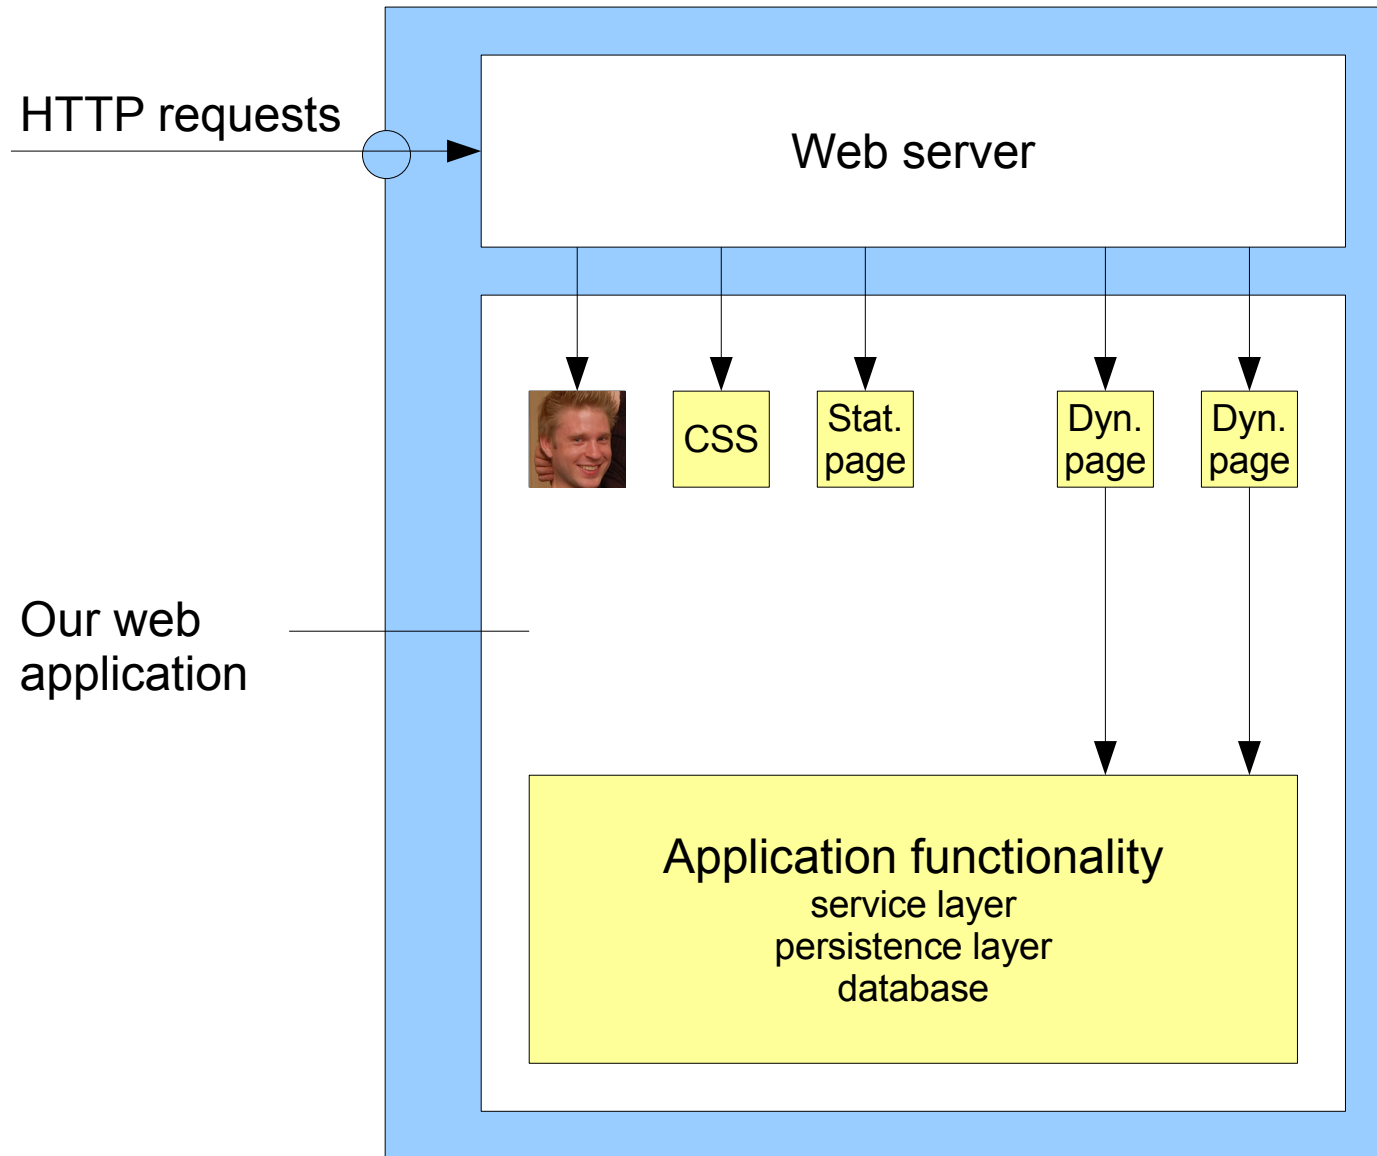 HTTP requests
Web server
CSS
Stat.
page
Dyn.
page
Dyn.
page
Our web
application
Application functionality
service layer
persistence layer
database